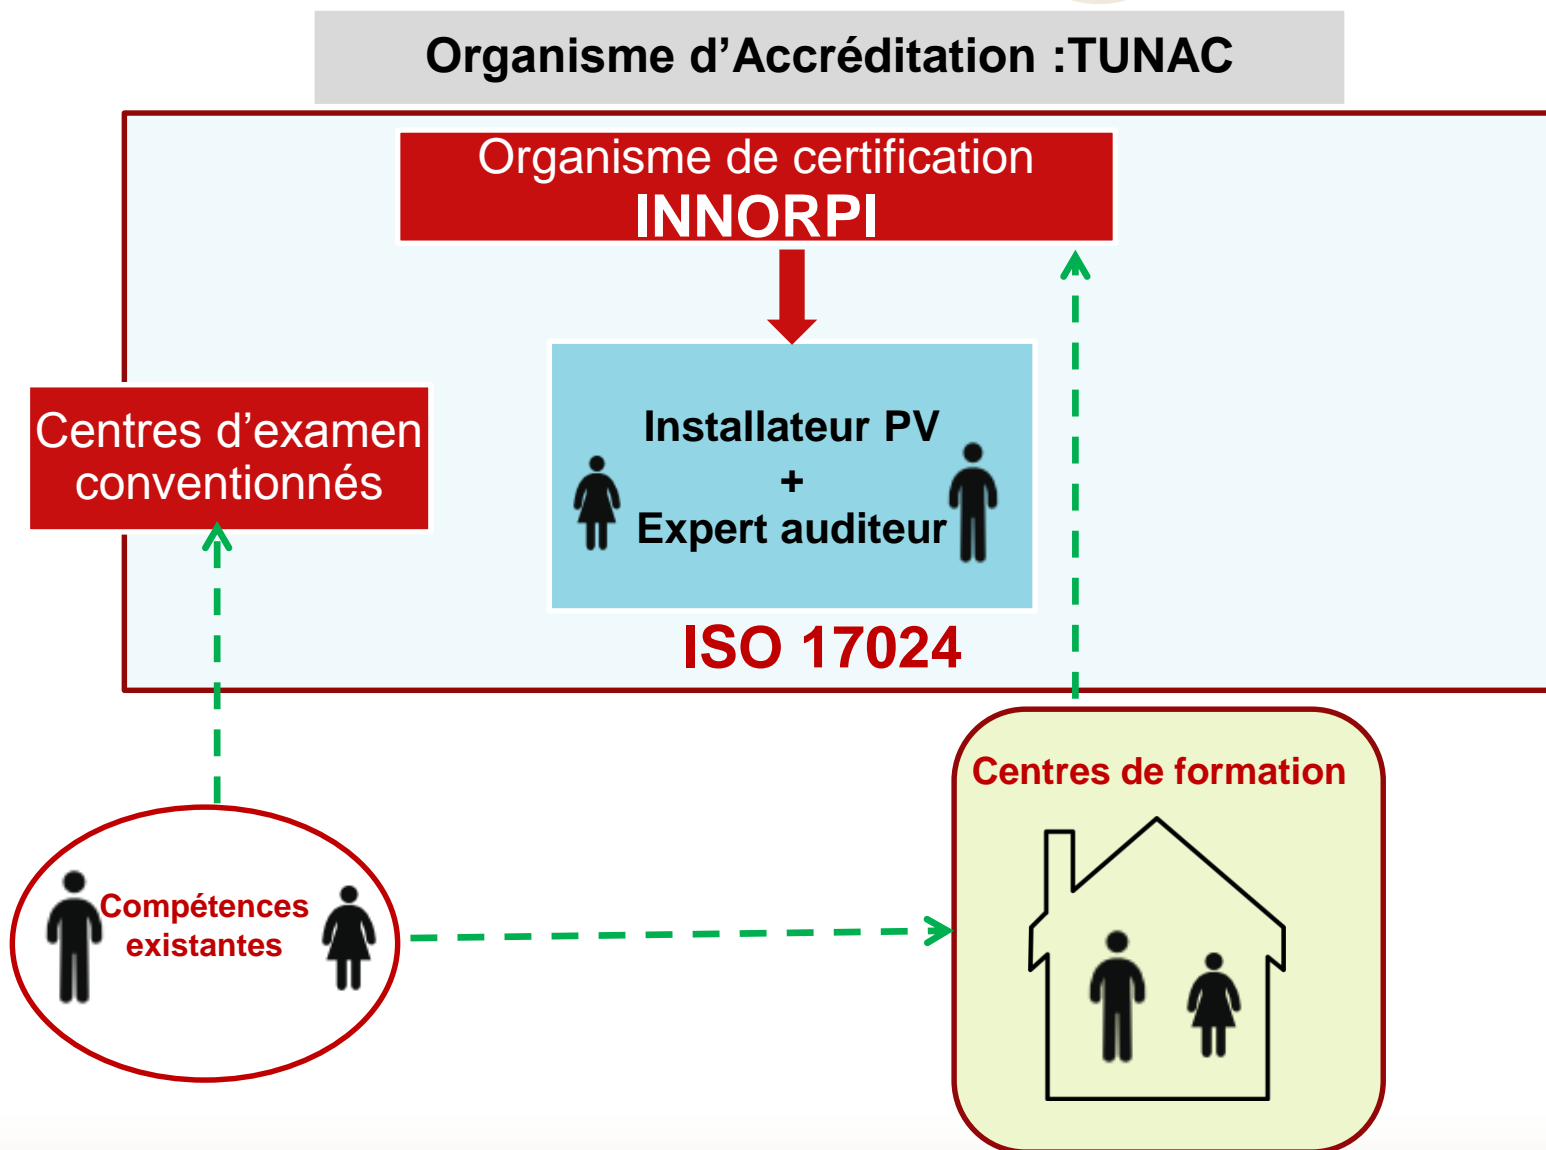 Organisme d’Accréditation :TUNAC
Organisme de certification
INNORPI
Centres d’examen
conventionnés
Installateur PV
+
Expert auditeur
ISO 17024
Centres de formation
Compétences
existantes